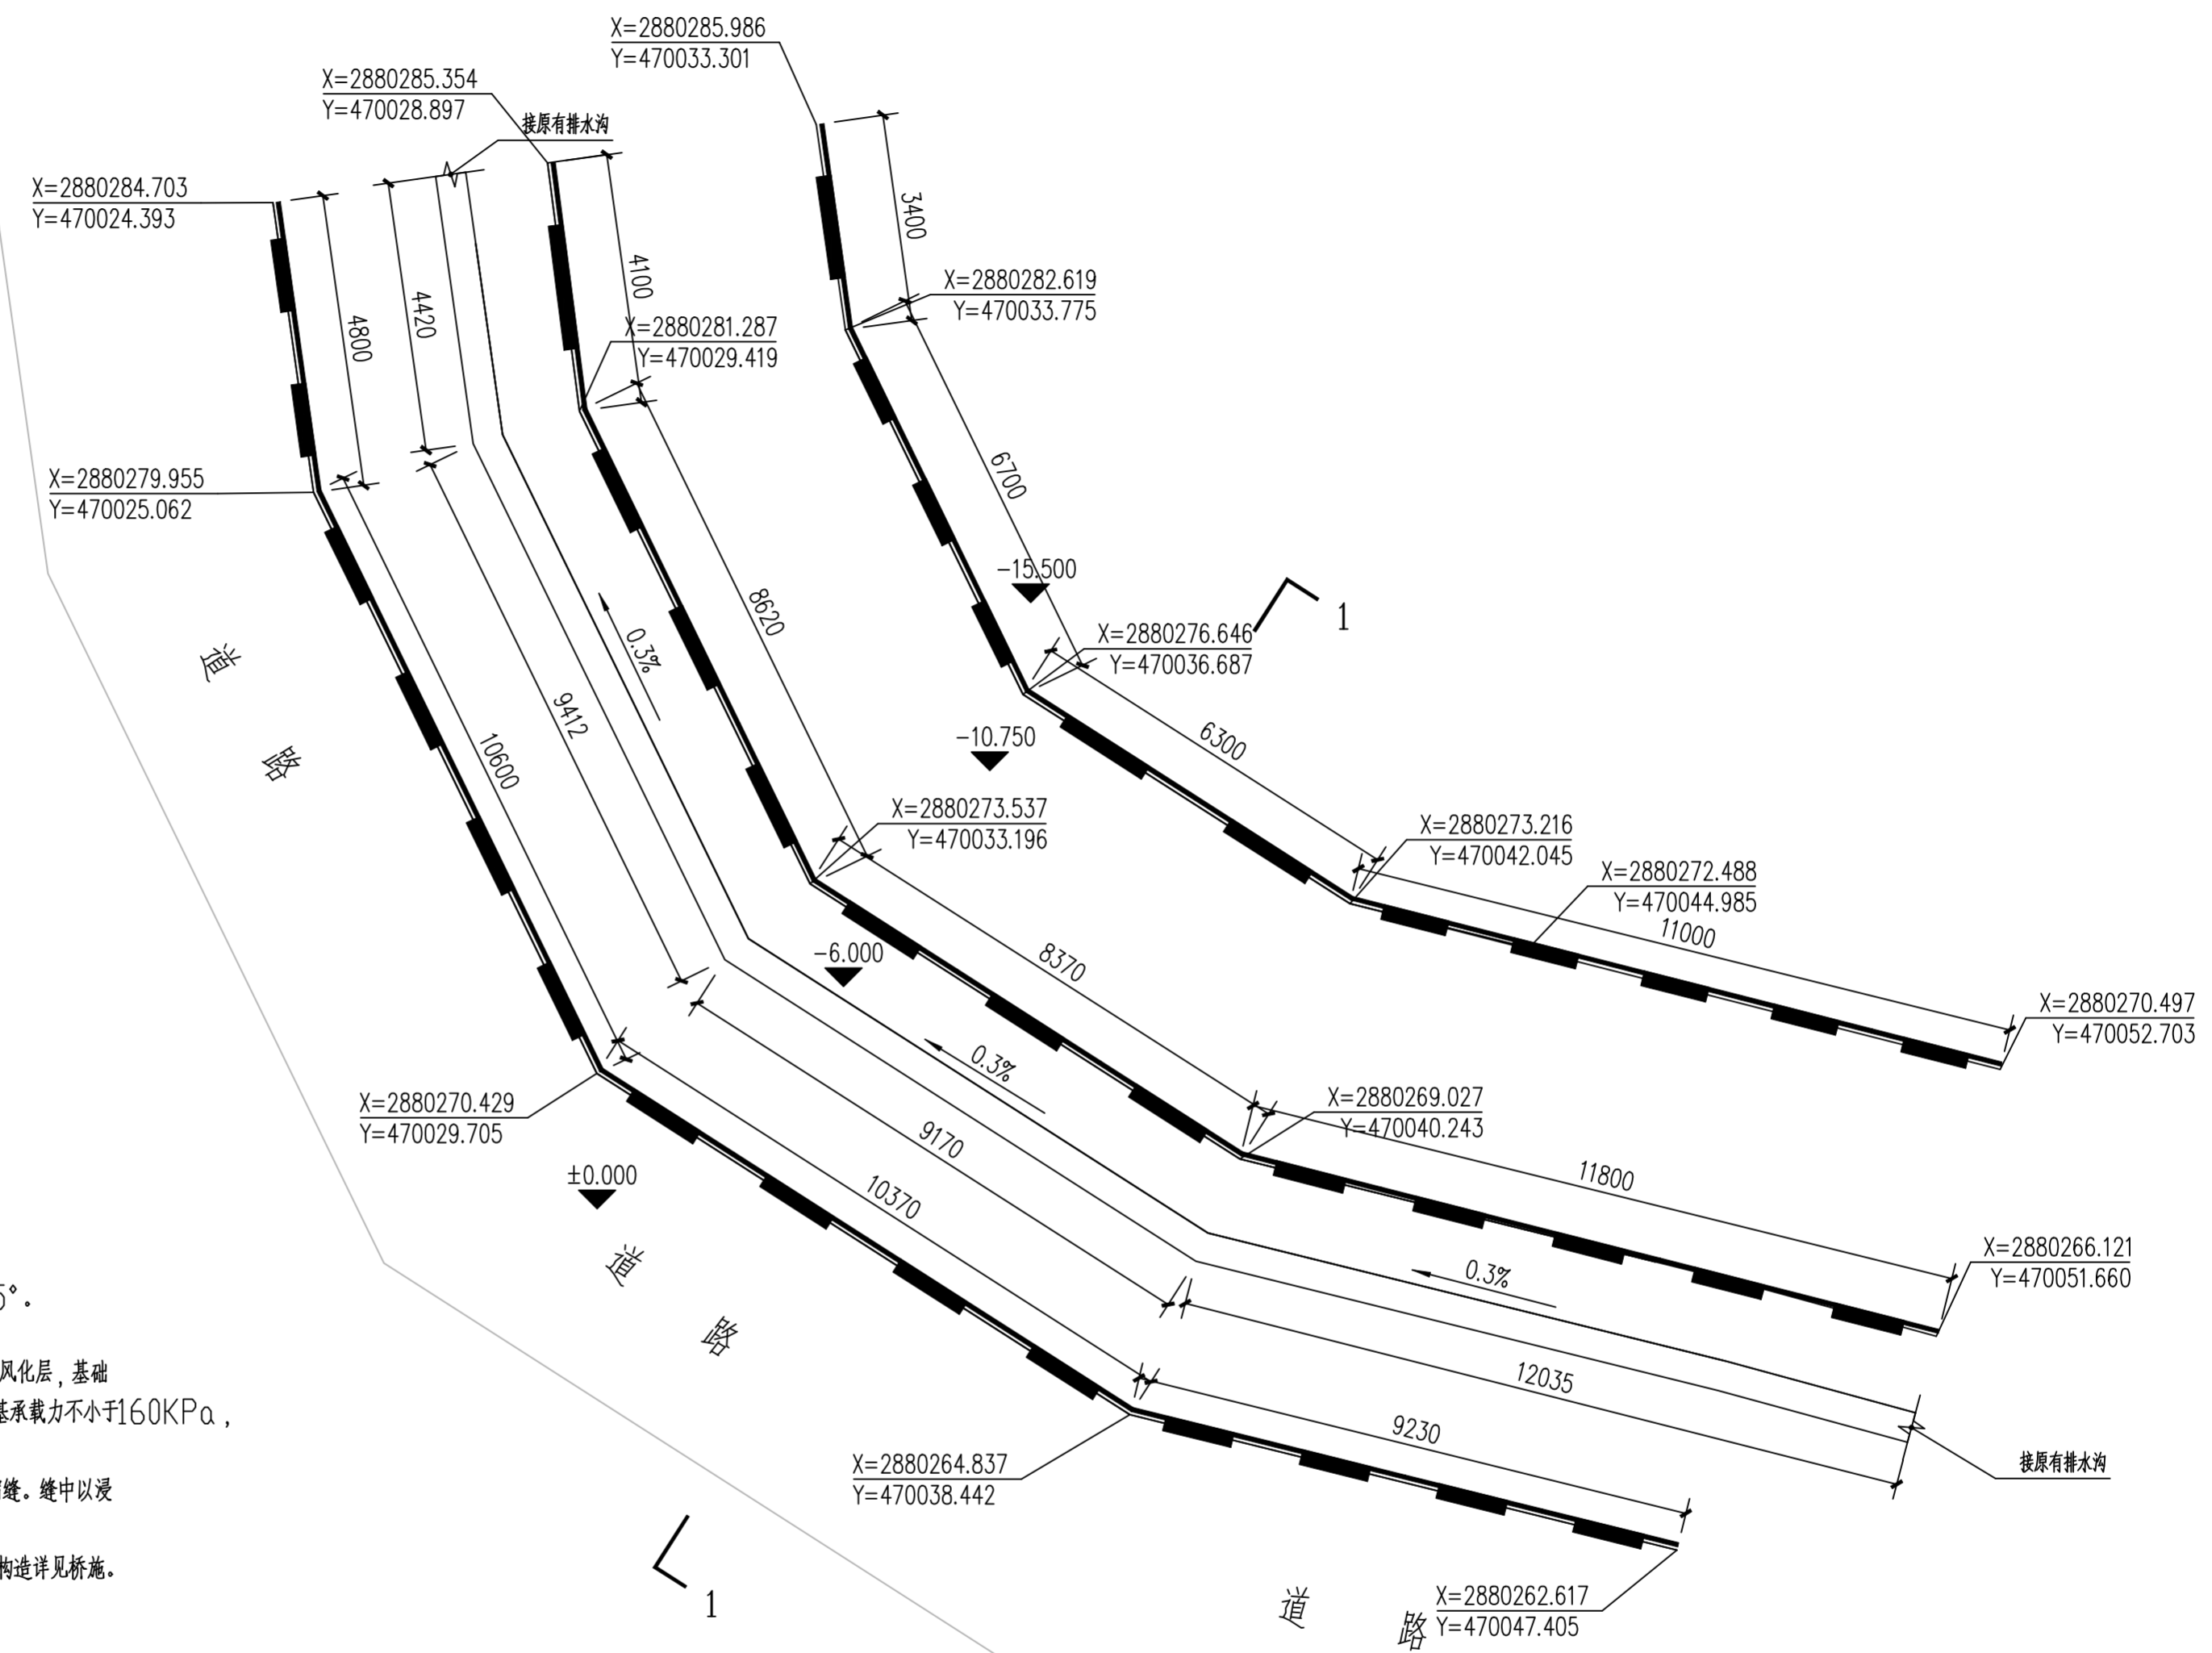 X=2880285.986
Y=470033.301
X=2880285.354
Y=470028.897
接原有排水沟
X=2880284.703
Y=470024.393
3400
4100
4420
4800
X=2880282.619
Y=470033.775
X=2880281.287
Y=470029.419
X=2880279.955
Y=470025.062
6700
-15.500
1
8620
0.3%
X=2880276.646
Y=470036.687
道
路
9412
10600
-10.750
6300
X=2880273.537
Y=470033.196
X=2880273.216
Y=470042.045
X=2880272.488
Y=470044.985
11000
-6.000
8370
X=2880270.497
Y=470052.703
0.3%
X=2880270.429
Y=470029.705
X=2880269.027
Y=470040.243
9170
±0.000
10370
11800
X=2880266.121
Y=470051.660
道
路
0.3%
5°。
风化层，基础
基承载力不小于160KPa，
缝。缝中以浸
构造详见桥施。
12035
9230
X=2880264.837
Y=470038.442
接原有排水沟
1
道
路
X=2880262.617
Y=470047.405